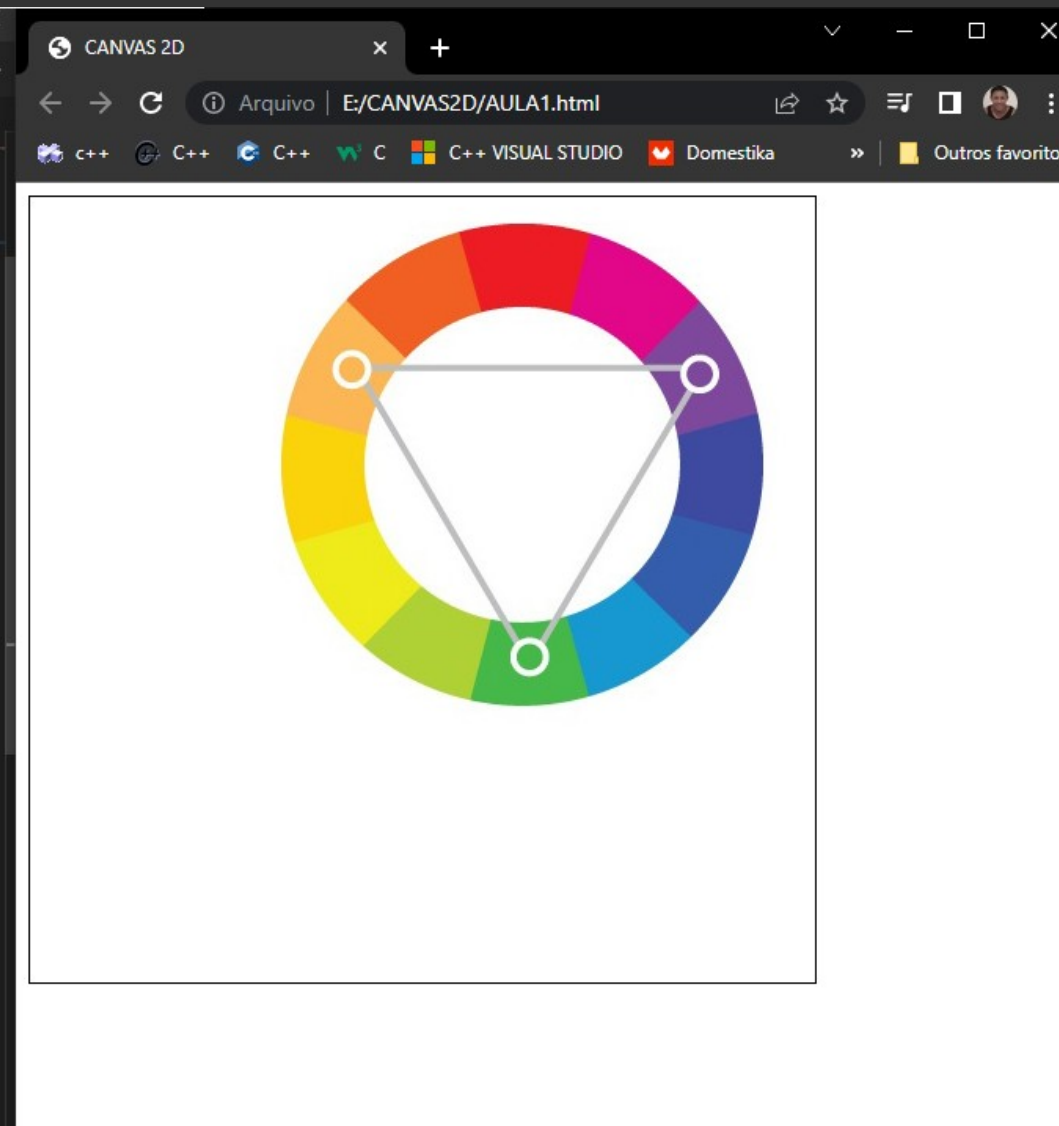 CANVAS 2D
Arquivo | E:/CANVAS2D/AULA1.html
c++ C++ C++ C C++ VISUAL STUDIO Domestika » Outros favorito